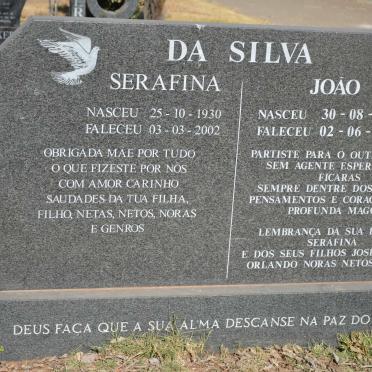 DA SILVA
SERAFINA
NASCEU 25-10-1930
FALECEU 03-03-2002
OBRIGADA MÃE POR TUDO
O QUE FIZESTE POR NÓS
COM AMOR CARINHO
SAUDADES DA TUA FILHA,
FILHO, NETAS, NETOS, NORAS
E GENROS
JOÃO
NASCEU 30-08-
FALECEU 02-06-
PARTISTE PARA O OUT
SEM AGENTE ESPER
FICARAS
SEMPRE DENTRE DOS
PENSAMENTOS E CORAÇ
PROFUNDA MAG
LEMBRANÇA DA SUA
SERAFINA
E DOS SEUS FILHOS JOS
ORLANDO NORAS NETOS
DEUS FAÇA QUE A SUA ALMA DESCANSE NA PAZ DO